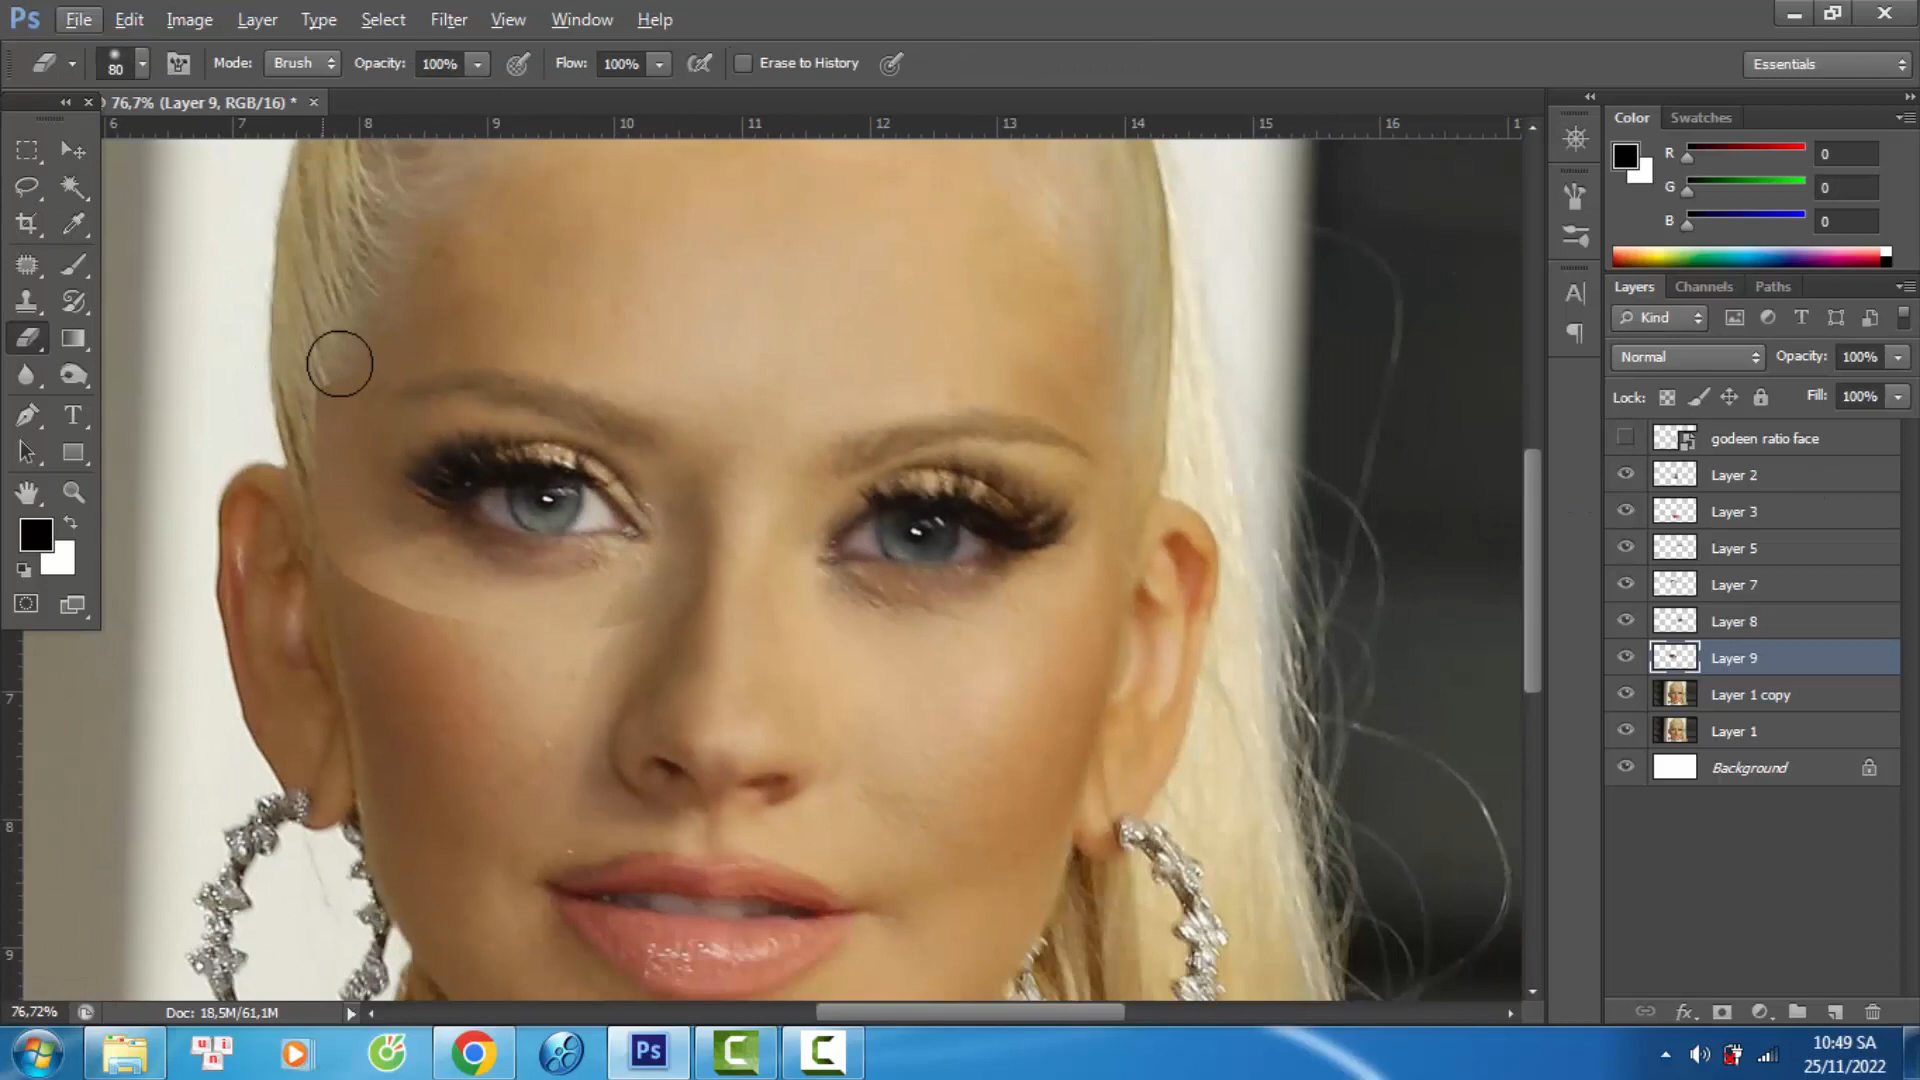 Ps File Edit Image Layer Type Select Filter View Window Help
80 Mode: Brush Opacity: 100% Flow: 100% Erase to History Essentials
76,7% (Layer 9, RGB/16) *
6 7 8 9 10 11 12 13 14 15 16 1
Color Swatches
R 0
G 0
B 0
Layers Channels Paths
Kind
Normal Opacity: 100%
Lock: Fill: 100%
godeen ratio face
Layer 2
Layer 3
Layer 5
Layer 7
Layer 8
Layer 9
Layer 1 copy
Layer 1
Background
7
8
9
76,72% Doc: 18,5M/61,1M
10:49 SA
25/11/2022